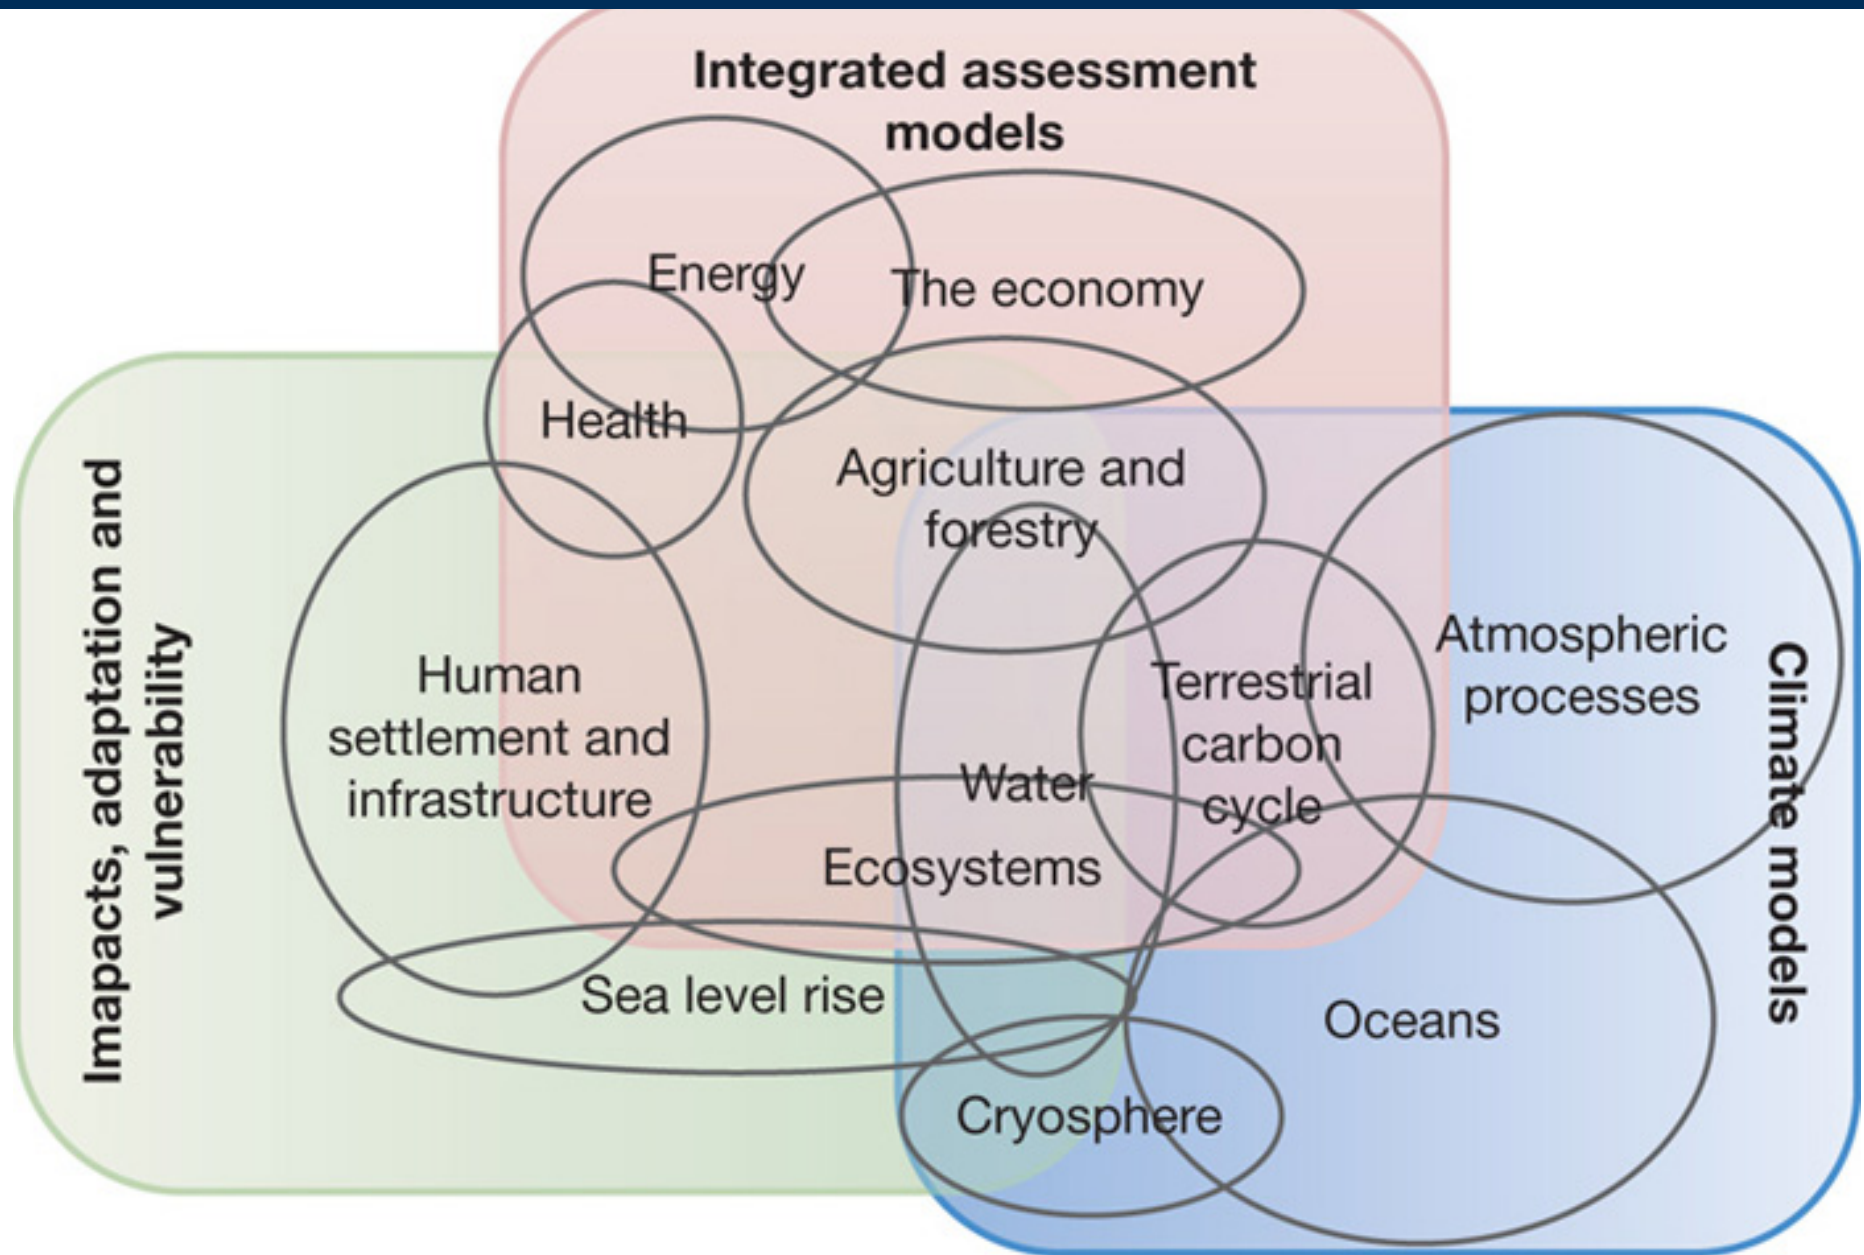 Integrated assessment
models
Energy
The economy
Health
Agriculture and
forestry
Imapacts, adaptation and
vulnerability
Human
settlement and
infrastructure
Water
Terrestrial
carbon
cycle
Atmospheric
processes
Climate models
Ecosystems
Sea level rise
Oceans
Cryosphere